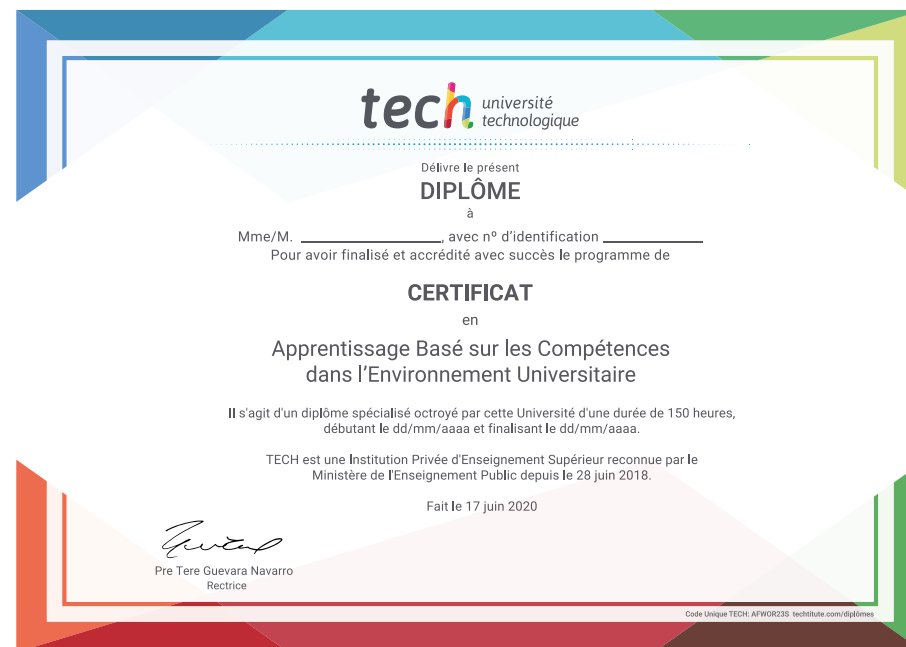 tech université
technologique
Délivre le présent
DIPLÔME
à
Mme/M. ____________________, avec nº d'identification ______________
Pour avoir finalisé et accrédité avec succès le programme de
CERTIFICAT
en
Apprentissage Basé sur les Compétences
dans l'Environnement Universitaire
Il s'agit d'un diplôme spécialisé octroyé par cette Université d'une durée de 150 heures,
débutant le dd/mm/aaaa et finalisant le dd/mm/aaaa.
TECH est une Institution Privée d'Enseignement Supérieur reconnue par le
Ministère de l'Enseignement Public depuis le 28 juin 2018.
Fait le 17 juin 2020
Pre Tere Guevara Navarro
Rectrice
Code Unique TECH: AFWOR23S techtitute.com/diplômes